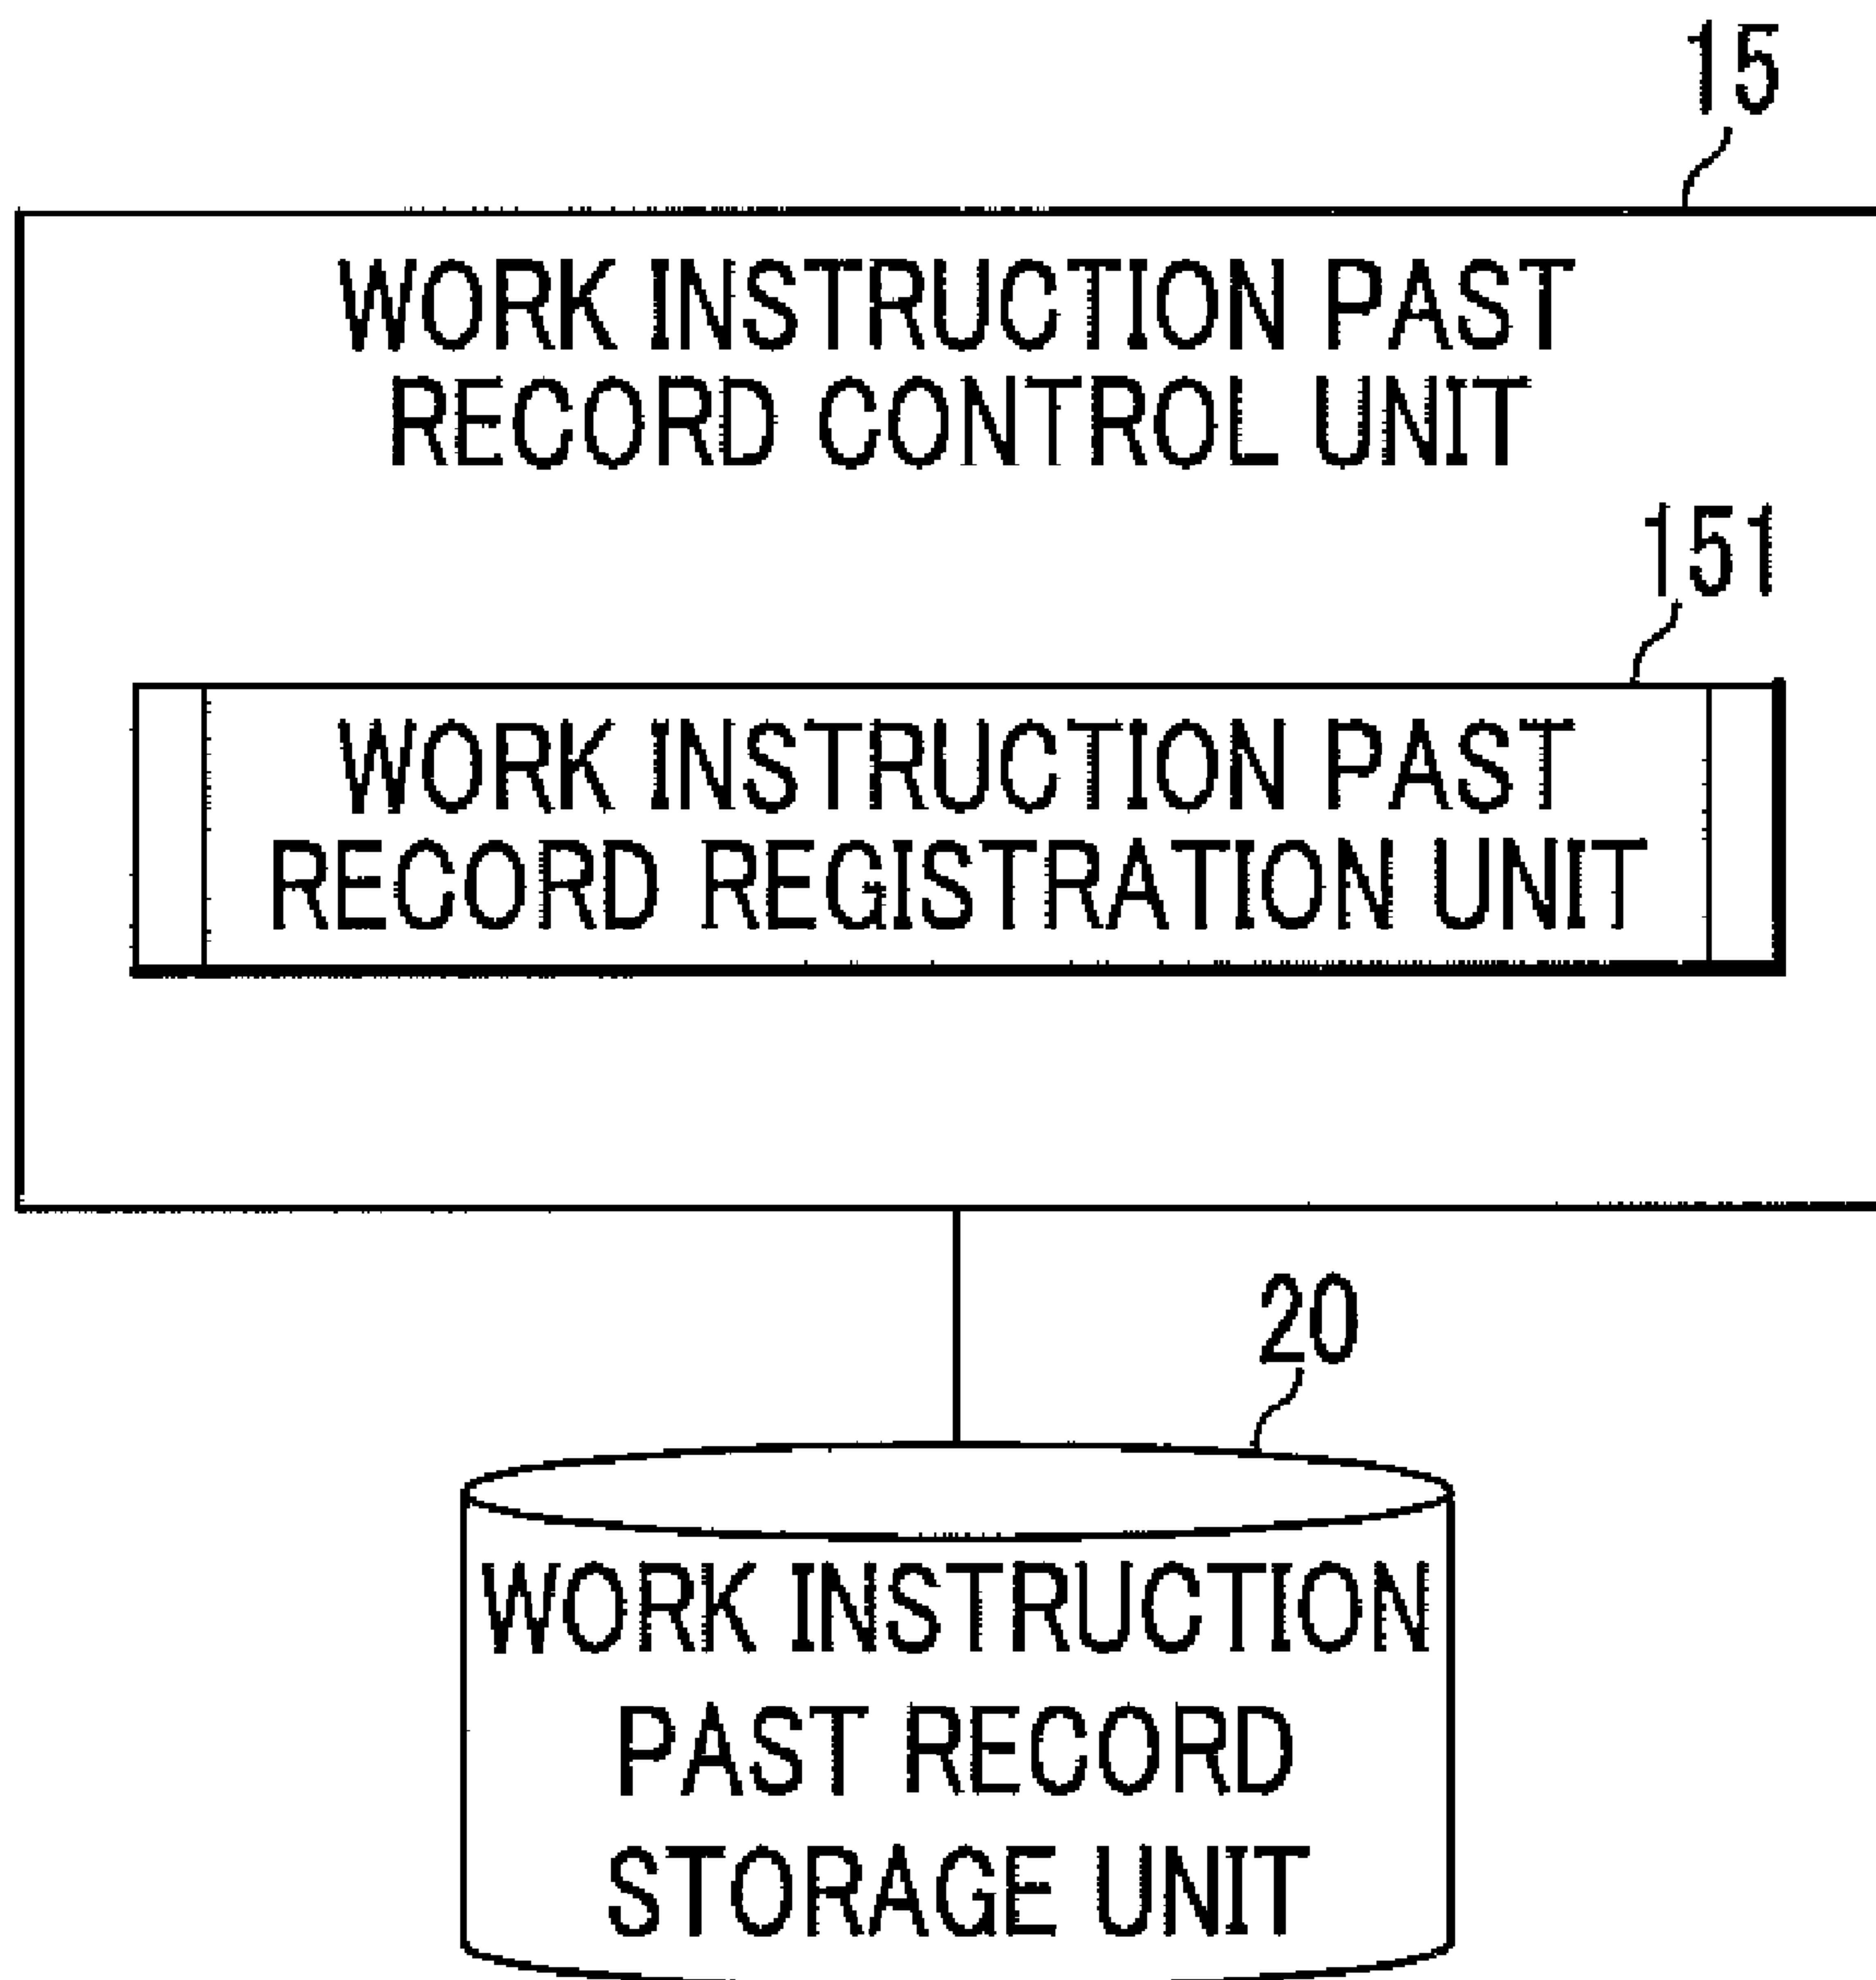 15
WORK INSTRUCTION PAST
RECORD CONTROL UNIT
151
WORK INSTRUCTION PAST
RECORD REGISTRATION UNIT
20
WORK INSTRUCTION
PAST RECORD
STORAGE UNIT